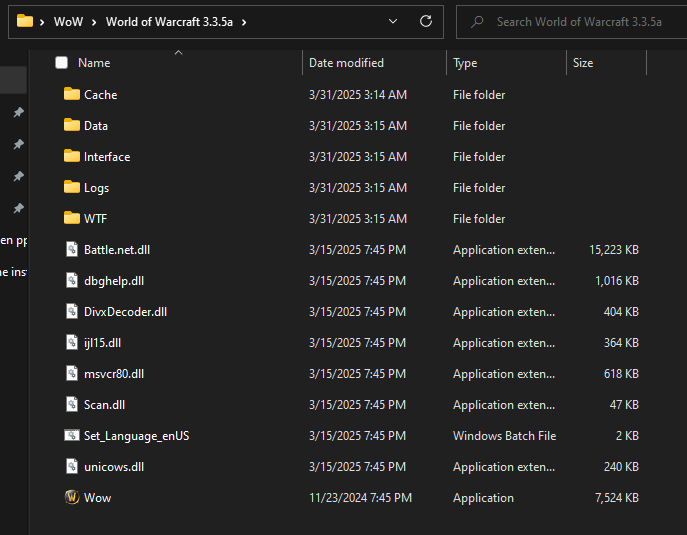 WoW > World of Warcraft 3.3.5a > Search World of Warcraft 3.3.5a
Name Date modified Type Size
Cache 3/31/2025 3:14 AM File folder
Data 3/31/2025 3:15 AM File folder
Interface 3/31/2025 3:15 AM File folder
Logs 3/31/2025 3:15 AM File folder
WTF 3/31/2025 3:15 AM File folder
en pp
Battle.net.dll 3/15/2025 7:45 PM Application exten... 15,223 KB
ne inst
dbghelp.dll 3/15/2025 7:45 PM Application exten... 1,016 KB
DivxDecoder.dll 3/15/2025 7:45 PM Application exten... 404 KB
ijl15.dll 3/15/2025 7:45 PM Application exten... 364 KB
msvcr80.dll 3/15/2025 7:45 PM Application exten... 618 KB
Scan.dll 3/15/2025 7:45 PM Application exten... 47 KB
Set_Language_enUS 3/15/2025 7:45 PM Windows Batch File 2 KB
unicows.dll 3/15/2025 7:45 PM Application exten... 240 KB
Wow 11/23/2024 7:45 PM Application 7,524 KB